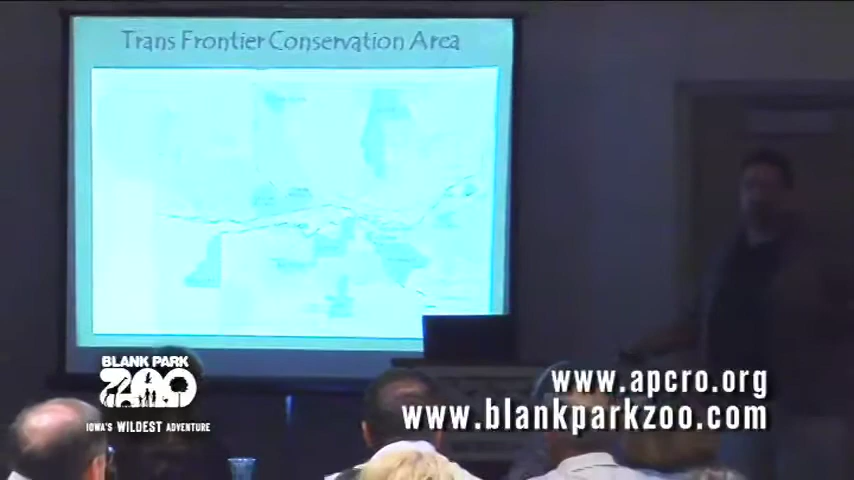 Trans Frontier Conservation Area
BLANK PARK
ZOO
IOWA'S WILDEST ADVENTURE
www.apcro.org
www.blankparkzoo.com